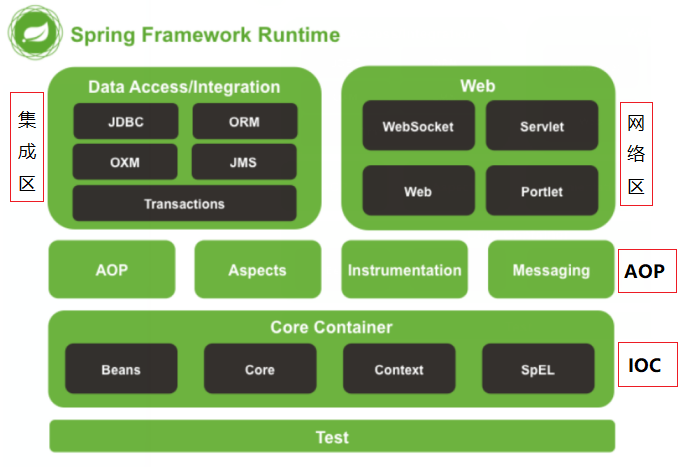 Spring Framework Runtime
集成区
Data Access/Integration
JDBC
ORM
OXM
JMS
Transactions
Web
WebSocket
Servlet
Web
Portlet
网络区
AOP
Aspects
Instrumentation
Messaging
AOP
Core Container
Beans
Core
Context
SpEL
IOC
Test